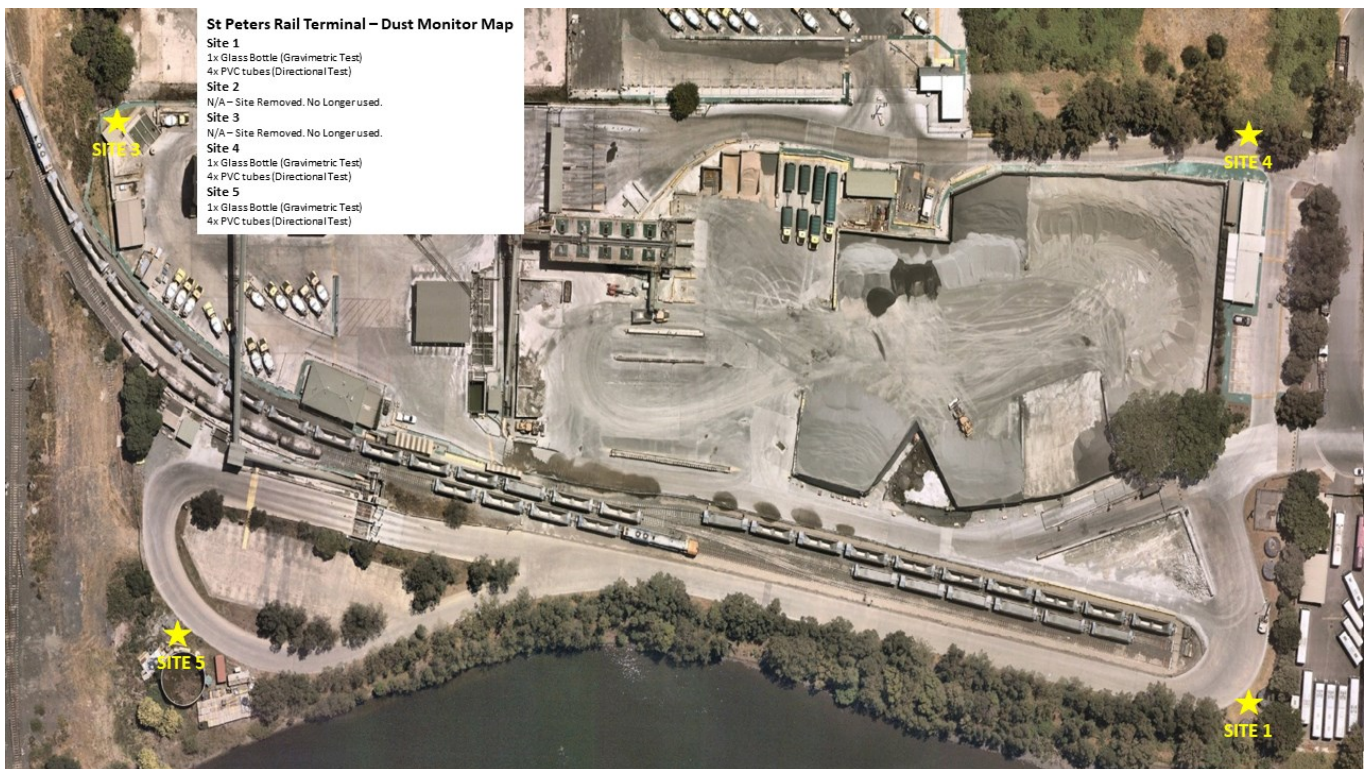 St Peters Rail Terminal – Dust Monitor Map
Site 1
1x Glass Bottle (Gravimetric Test)
4x PVC tubes (Directional Test)
Site 2
N/A – Site Removed. No Longer used.
Site 3
N/A – Site Removed. No Longer used.
Site 4
1x Glass Bottle (Gravimetric Test)
4x PVC tubes (Directional Test)
Site 5
1x Glass Bottle (Gravimetric Test)
4x PVC tubes (Directional Test)
SITE 3
SITE 4
SITE 5
SITE 1